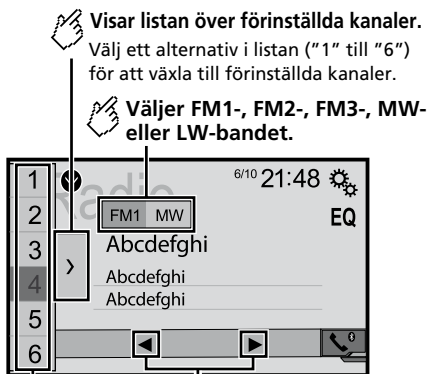 Visar listan över förinställda kanaler.
Välj ett alternativ i listan ("1" till "6")
för att växla till förinställda kanaler.
Väljer FM1-, FM2-, FM3-, MW-
eller LW-bandet.
Radio
6/10 21:48
EQ
FM1 MW
Abcdefghi
Abcdefghi
Abcdefghi
1
2
3
4
5
6